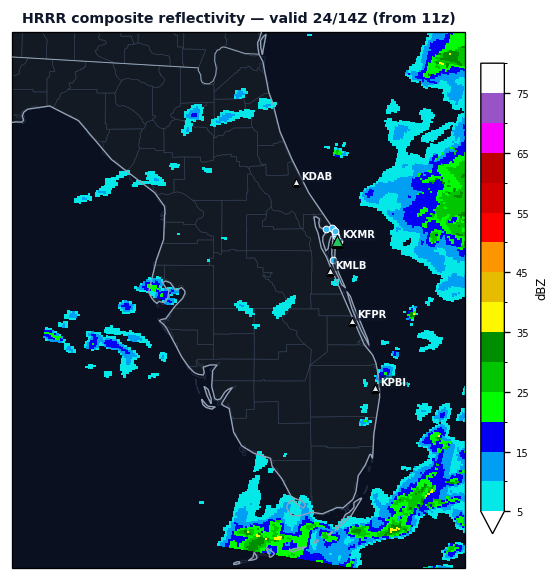 HRRR composite reflectivity — valid 24/14Z (from 11z)
KDAB
KXMR
KMLB
KFPR
KPBI
75
65
55
45
35
25
15
5
dBZ